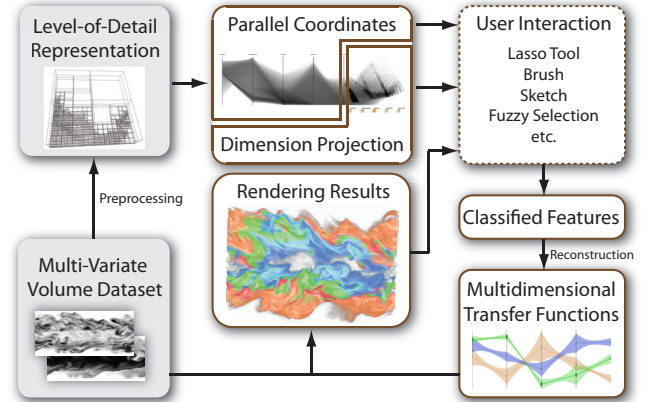 Level-of-Detail
Representation
Parallel Coordinates
Dimension Projection
User Interaction
Lasso Tool
Brush
Sketch
Fuzzy Selection
etc.
Preprocessing
Rendering Results
Classified Features
Reconstruction
Multi-Variate
Volume Dataset
Multidimensional
Transfer Functions